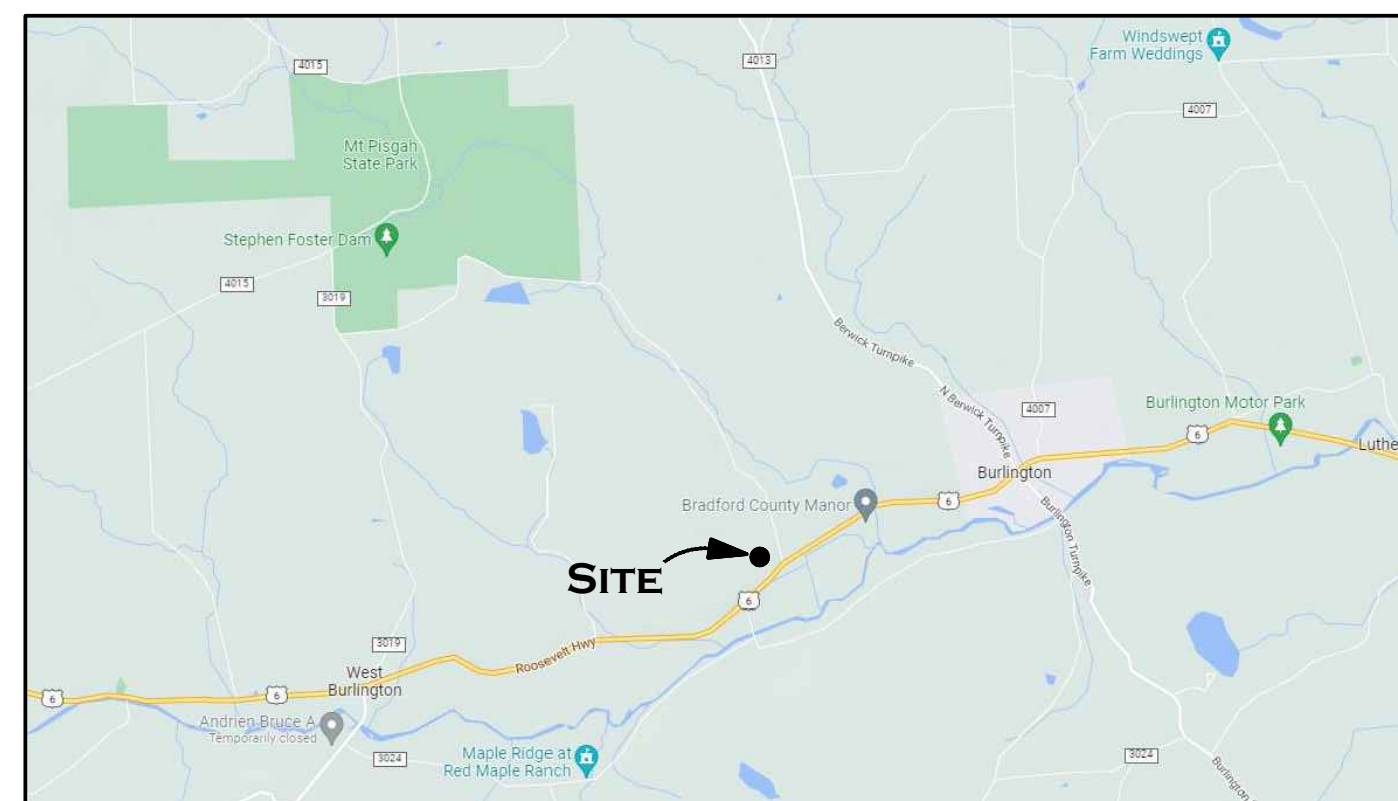 Windswept
Farm Weddings
4015
4013
4007
Mt Pisgah
State Park
Stephen Foster Dam
4015
3019
Berwick Turnpike
N Berwick Turnpike
4007
Burlington Motor Park
6
Luthe
Burlington
Bradford County Manor
6
Burlington Turnpike
SITE
6
3019
Roosevelt Hwy
West
Burlington
6
6
Andrien Bruce A
Temporarily closed
3024
Maple Ridge at
Red Maple Ranch
3024
Burlington